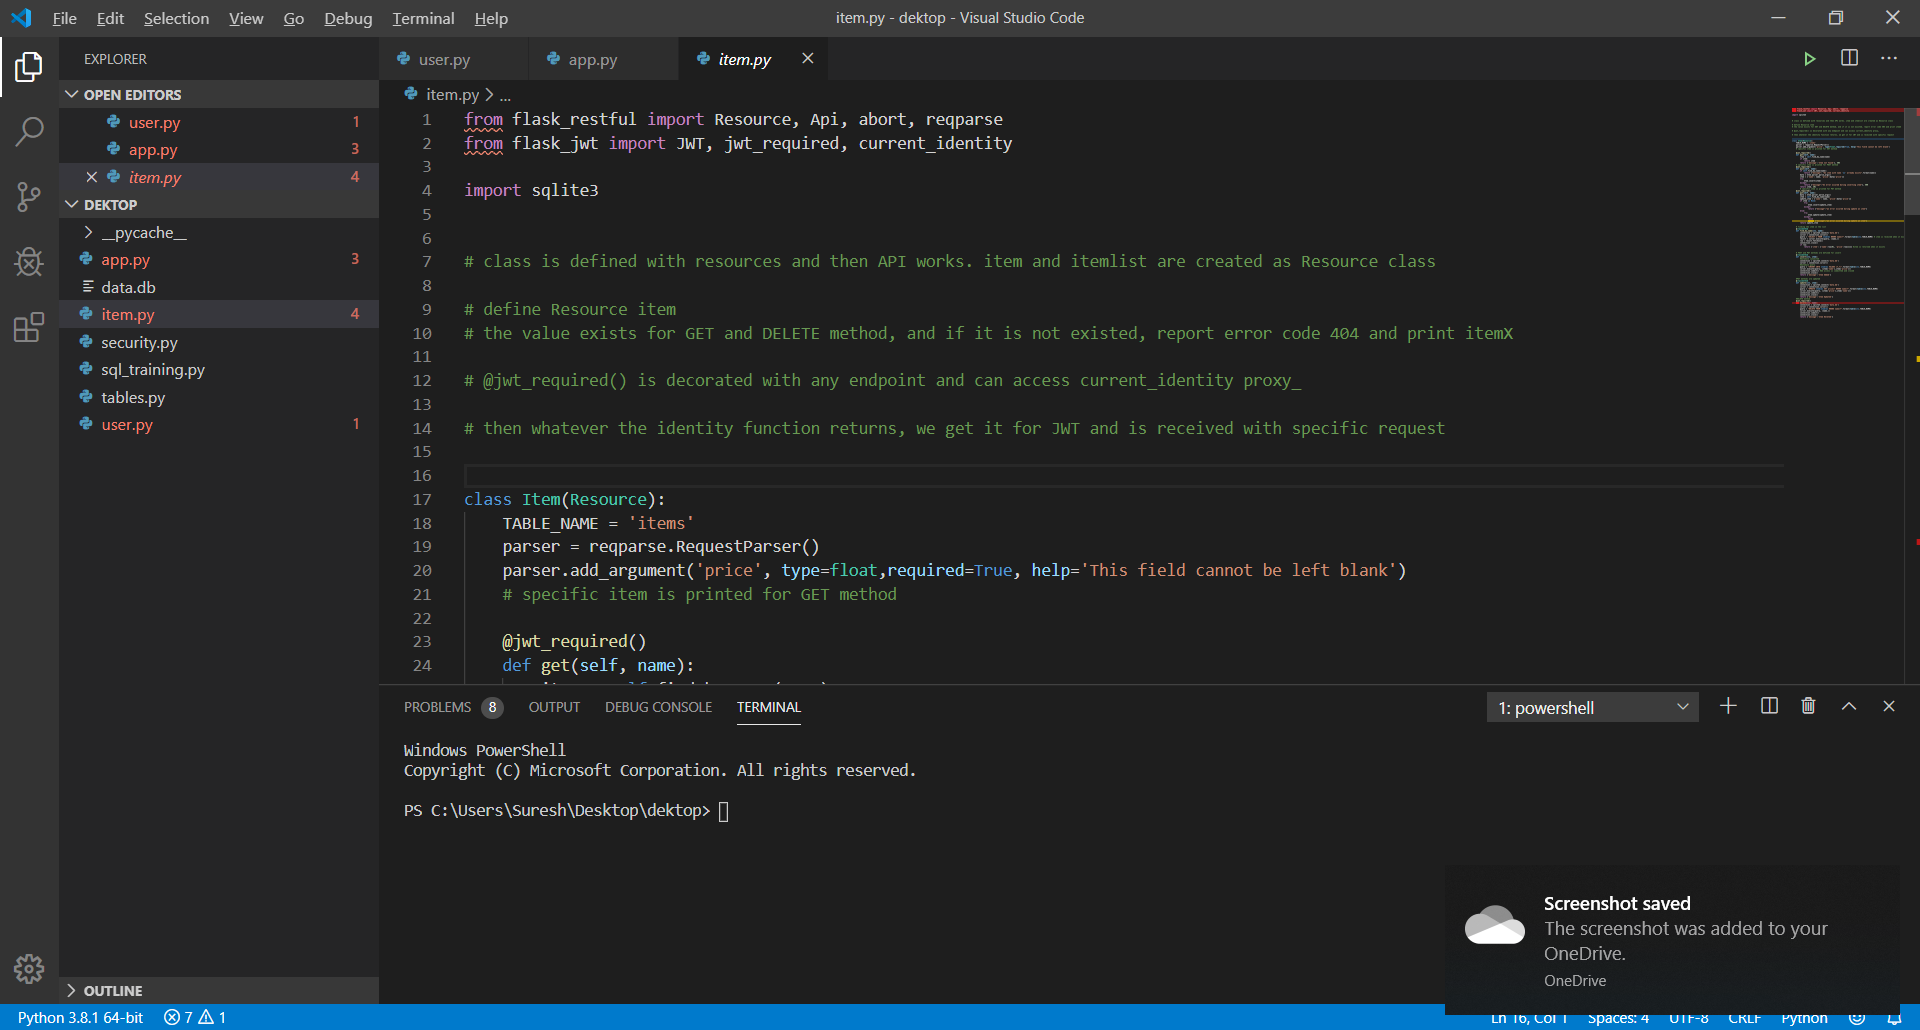 File Edit Selection View Go Debug Terminal Help
item.py - dektop - Visual Studio Code
EXPLORER
OPEN EDITORS
user.py 1
app.py 3
item.py 4
DEKTOP
__pycache__
app.py 3
data.db
item.py 4
security.py
sql_training.py
tables.py
user.py 1
OUTLINE
user.py app.py item.py
item.py > ...
1 from flask_restful import Resource, Api, abort, reqparse
2 from flask_jwt import JWT, jwt_required, current_identity
3
4 import sqlite3
5
6
7 # class is defined with resources and then API works. item and itemlist are created as Resource class
8
9 # define Resource item
10 # the value exists for GET and DELETE method, and if it is not existed, report error code 404 and print itemX
11
12 # @jwt_required() is decorated with any endpoint and can access current_identity proxy_
13
14 # then whatever the identity function returns, we get it for JWT and is received with specific request
15
16
17 class Item(Resource):
18 TABLE_NAME = 'items'
19 parser = reqparse.RequestParser()
20 parser.add_argument('price', type=float,required=True, help='This field cannot be left blank')
21 # specific item is printed for GET method
22
23 @jwt_required()
24 def get(self, name):
PROBLEMS 8 OUTPUT DEBUG CONSOLE TERMINAL
1: powershell
Windows PowerShell
Copyright (C) Microsoft Corporation. All rights reserved.
PS C:\Users\Suresh\Desktop\dektop>
Screenshot saved
The screenshot was added to your
OneDrive.
OneDrive
Python 3.8.1 64-bit 7 1
Ln 16, Col 1 Spaces: 4 UTF-8 CRLF Python